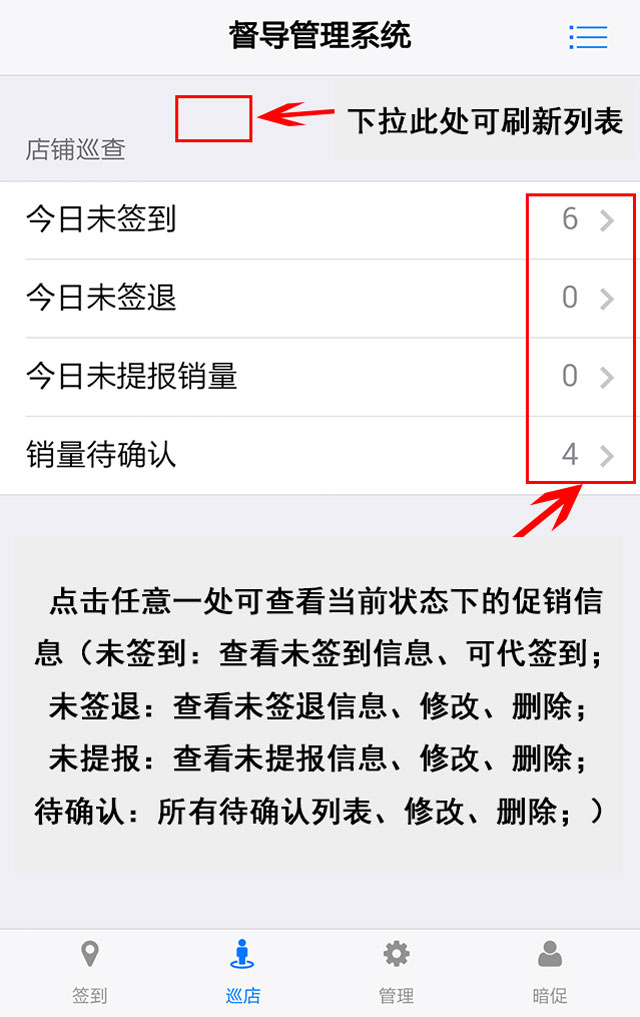 督导管理系统
下拉此处可刷新列表
店铺巡查
今日未签到 6
今日未签退 0
今日未提报销量 0
销量待确认 4
点击任意一处可查看当前状态下的促销信
息（未签到：查看未签到信息、可代签到；
未签退：查看未签退信息、修改、删除；
未提报：查看未提报信息、修改、删除；
待确认：所有待确认列表、修改、删除；）
签到 巡店 管理 暗促